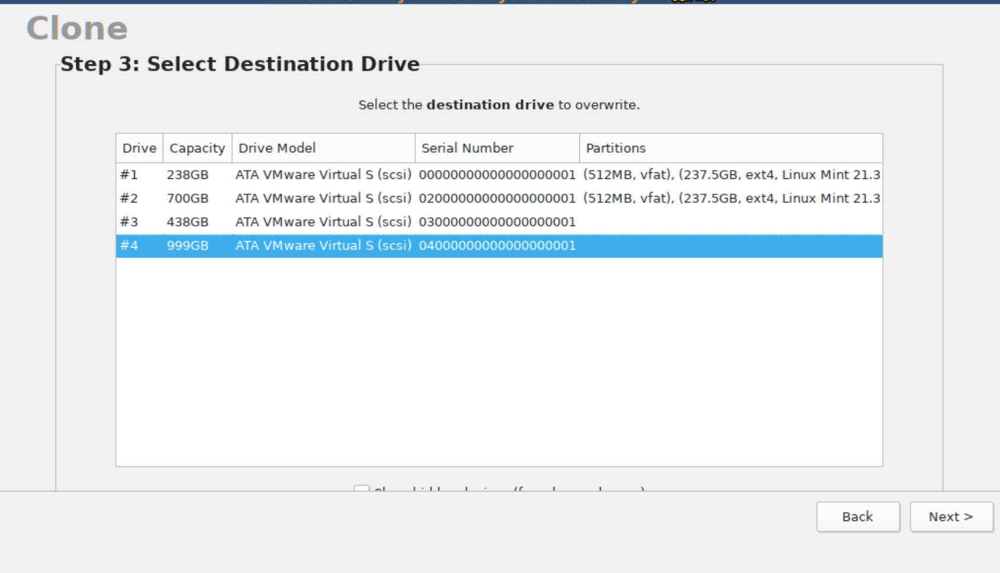 Clone
Step 3: Select Destination Drive
Select the destination drive to overwrite.
Drive Capacity Drive Model Serial Number Partitions
#1 238GB ATA VMware Virtual S (scsi) 00000000000000000001 (512MB, vfat), (237.5GB, ext4, Linux Mint 21.3
#2 700GB ATA VMware Virtual S (scsi) 02000000000000000001 (512MB, vfat), (237.5GB, ext4, Linux Mint 21.3
#3 438GB ATA VMware Virtual S (scsi) 03000000000000000001
#4 999GB ATA VMware Virtual S (scsi) 04000000000000000001
Back Next >